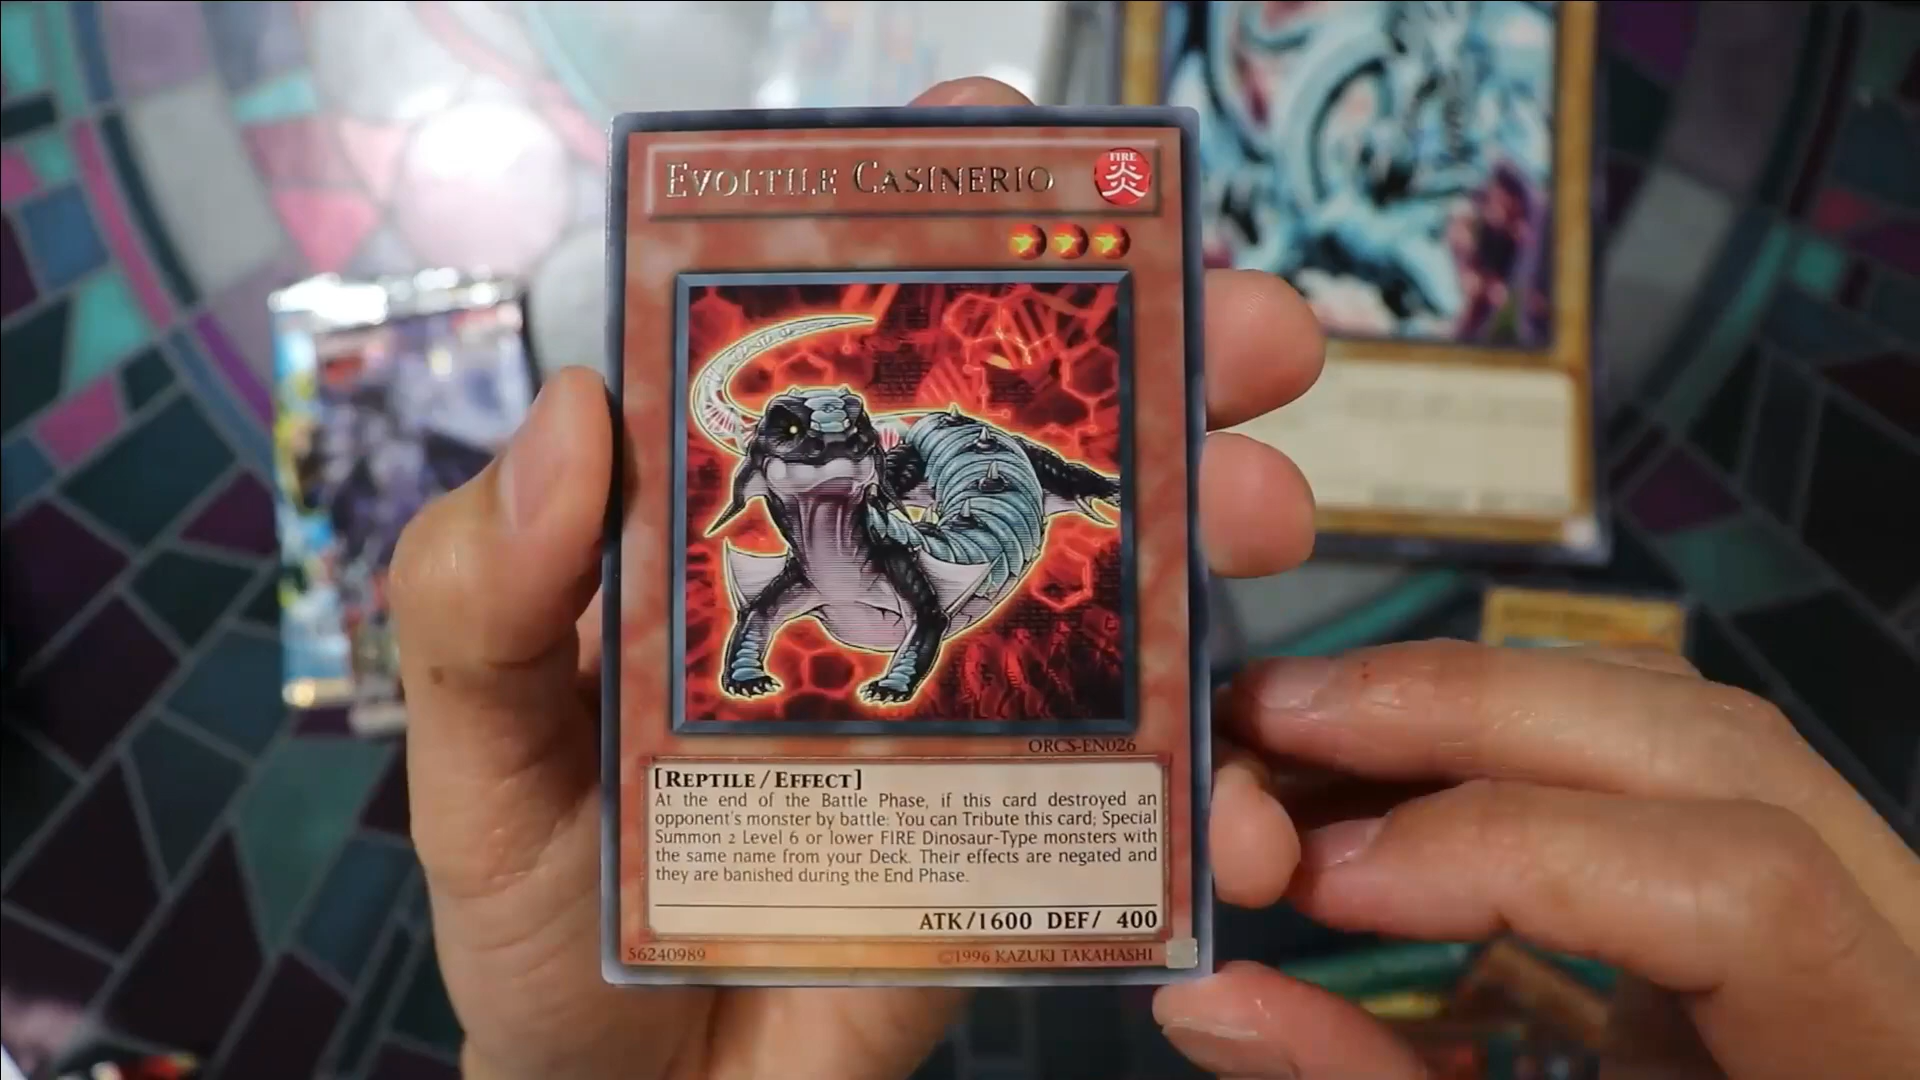 EVOLTILE CASINERIO
FIRE
炎
ORCS-EN026
[REPTILE/EFFECT]
At the end of the Battle Phase, if this card destroyed an
opponent's monster by battle: You can Tribute this card; Special
Summon 2 Level 6 or lower FIRE Dinosaur-Type monsters with
the same name from your Deck. Their effects are negated and
they are banished during the End Phase.
ATK/1600 DEF/ 400
56240989
©1996 KAZUKI TAKAHASHI